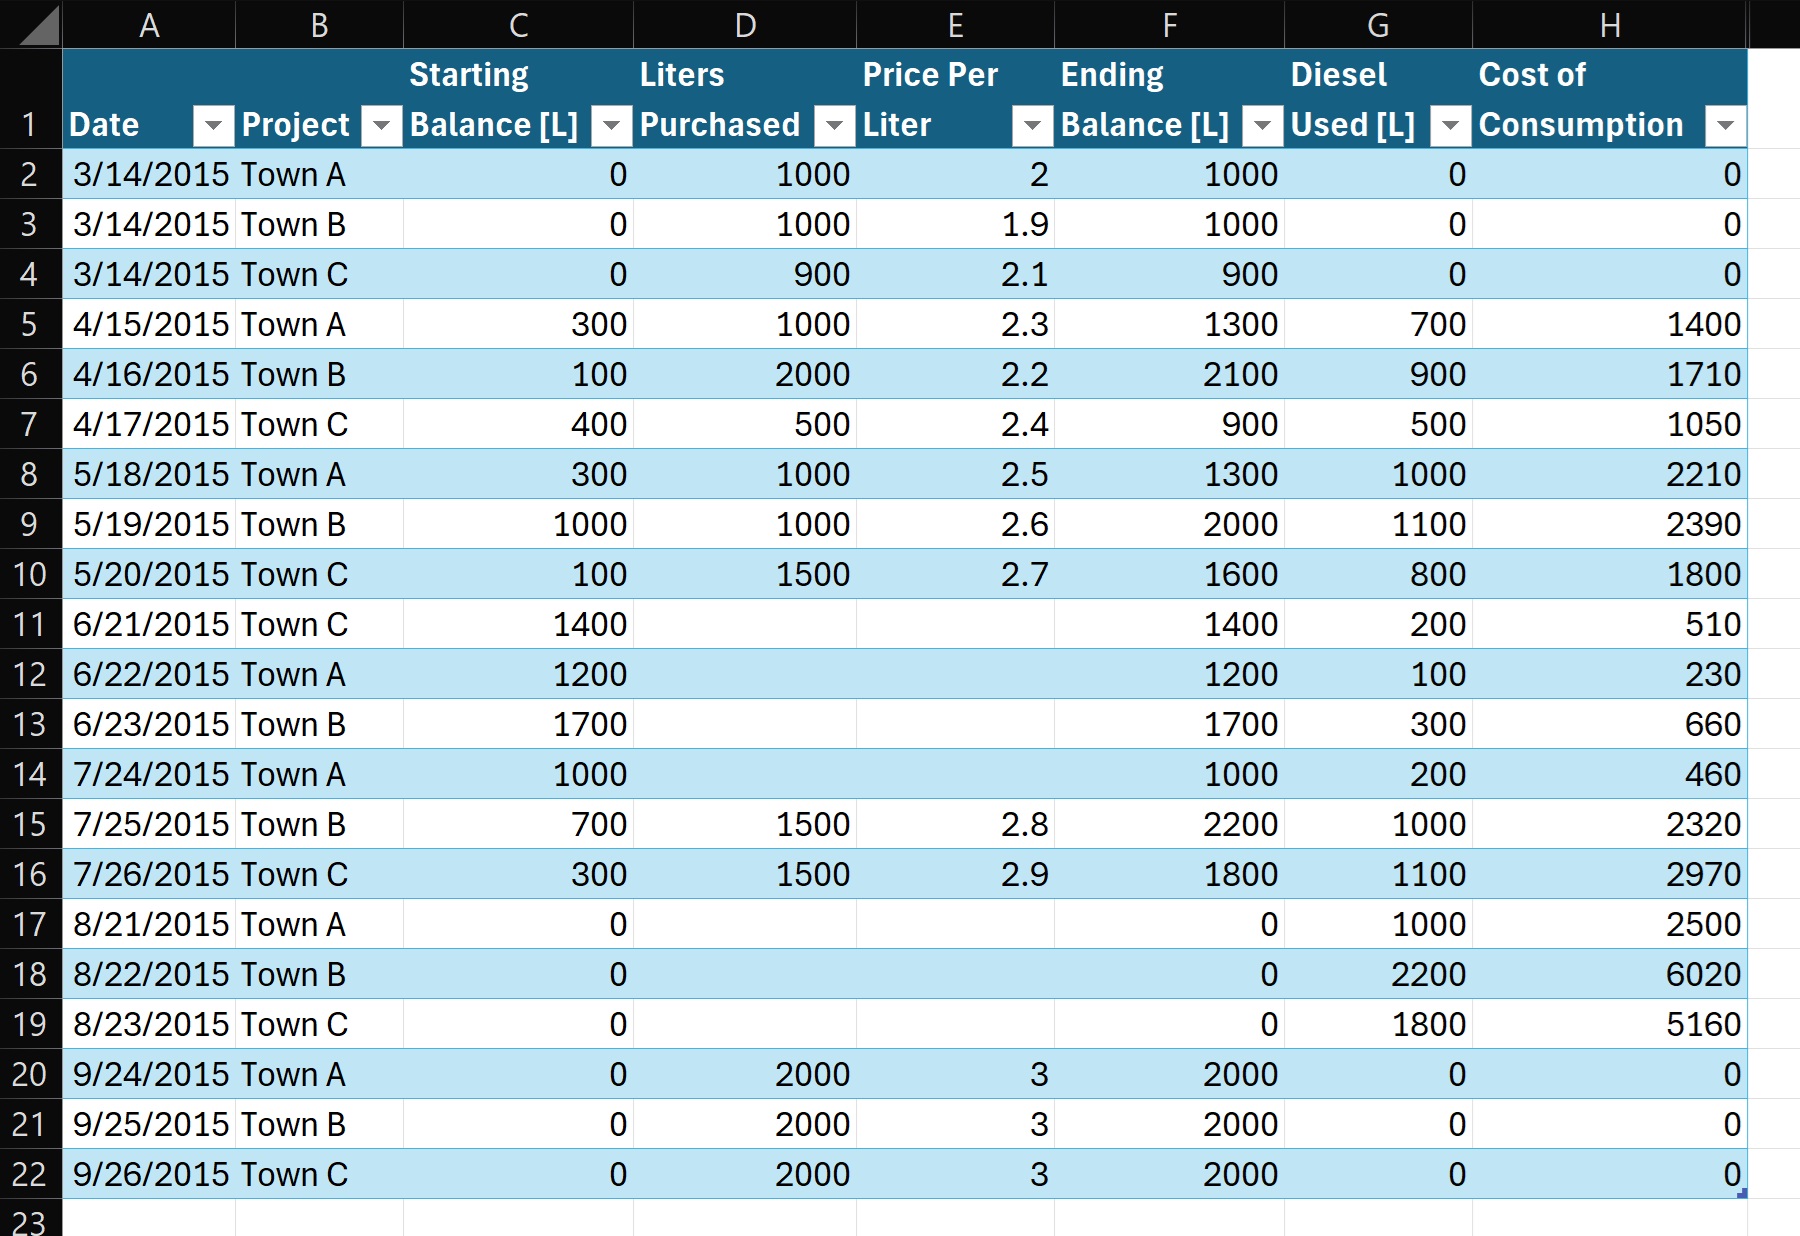 A B C D E F G H
1 Date Project Starting Balance [L] Liters Purchased Price Per Liter Ending Balance [L] Diesel Used [L] Cost of Consumption
2 3/14/2015 Town A 0 1000 2 1000 0 0
3 3/14/2015 Town B 0 1000 1.9 1000 0 0
4 3/14/2015 Town C 0 900 2.1 900 0 0
5 4/15/2015 Town A 300 1000 2.3 1300 700 1400
6 4/16/2015 Town B 100 2000 2.2 2100 900 1710
7 4/17/2015 Town C 400 500 2.4 900 500 1050
8 5/18/2015 Town A 300 1000 2.5 1300 1000 2210
9 5/19/2015 Town B 1000 1000 2.6 2000 1100 2390
10 5/20/2015 Town C 100 1500 2.7 1600 800 1800
11 6/21/2015 Town C 1400 1400 200 510
12 6/22/2015 Town A 1200 1200 100 230
13 6/23/2015 Town B 1700 1700 300 660
14 7/24/2015 Town A 1000 1000 200 460
15 7/25/2015 Town B 700 1500 2.8 2200 1000 2320
16 7/26/2015 Town C 300 1500 2.9 1800 1100 2970
17 8/21/2015 Town A 0 0 1000 2500
18 8/22/2015 Town B 0 0 2200 6020
19 8/23/2015 Town C 0 0 1800 5160
20 9/24/2015 Town A 0 2000 3 2000 0 0
21 9/25/2015 Town B 0 2000 3 2000 0 0
22 9/26/2015 Town C 0 2000 3 2000 0 0
23